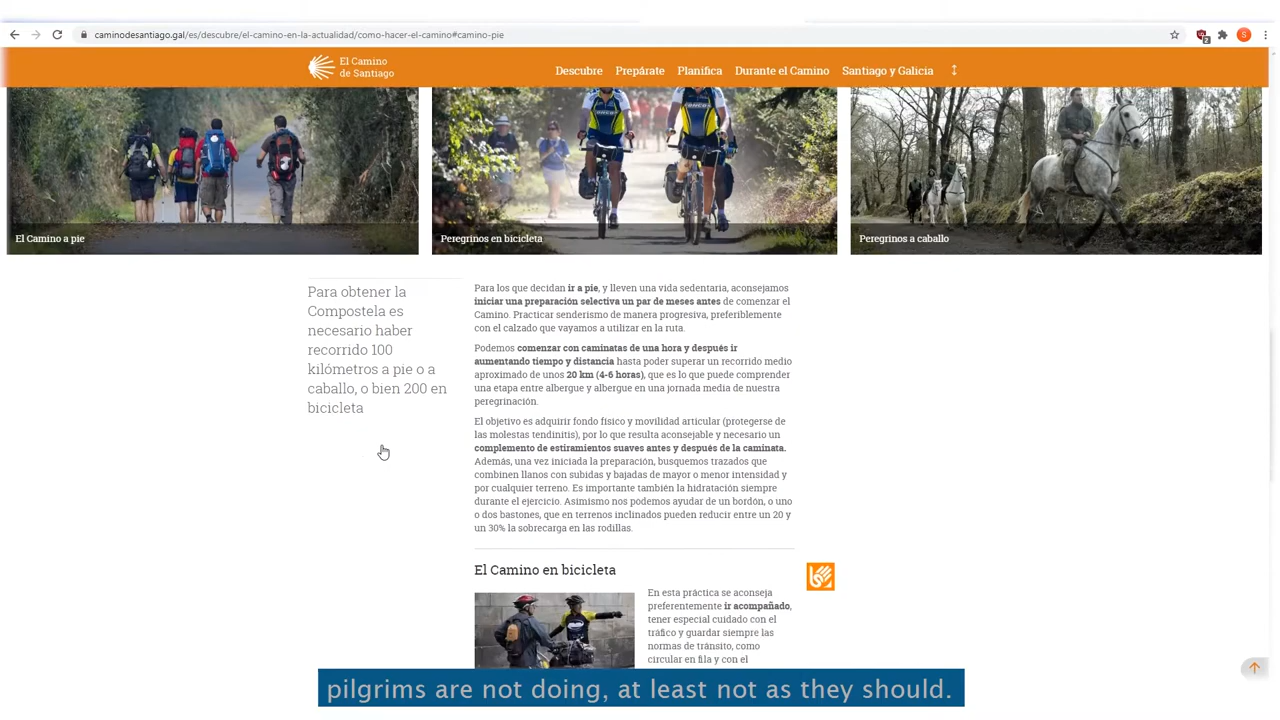 caminodesantiago.gal/es/descubre/el-camino-en-la-actualidad/como-hacer-el-camino#camino-pie
2
S
El Camino
de Santiago
Descubre
Prepárate
Planifica
Durante el Camino
Santiago y Galicia
El Camino a pie
Peregrinos en bicicleta
Peregrinos a caballo
Para obtener la
Compostela es
necesario haber
recorrido 100
kilómetros a pie o a
caballo, o bien 200 en
bicicleta
Para los que decidan ir a pie, y lleven una vida sedentaria, aconsejamos
iniciar una preparación selectiva un par de meses antes de comenzar el
Camino. Practicar senderismo de manera progresiva, preferiblemente
con el calzado que vayamos a utilizar en la ruta.
Podemos comenzar con caminatas de una hora y después ir
aumentando tiempo y distancia hasta poder superar un recorrido medio
aproximado de unos 20 km (4-6 horas), que es lo que puede comprender
una etapa entre albergue y albergue en una jornada media de nuestra
peregrinación.
El objetivo es adquirir fondo físico y movilidad articular (protegerse de
las molestas tendinitis), por lo que resulta aconsejable y necesario un
complemento de estiramientos suaves antes y después de la caminata.
Además, una vez iniciada la preparación, busquemos trazados que
combinen llanos con subidas y bajadas de mayor o menor intensidad y
por cualquier terreno. Es importante también la hidratación siempre
durante el ejercicio. Asimismo nos podemos ayudar de un bordón, o uno
o dos bastones, que en terrenos inclinados pueden reducir entre un 20 y
un 30% la sobrecarga en las rodillas.
El Camino en bicicleta
En esta práctica se aconseja
preferentemente ir acompañado,
tener especial cuidado con el
tráfico y guardar siempre las
normas de tránsito, como
circular en fila y con el
pilgrims are not doing, at least not as they should.